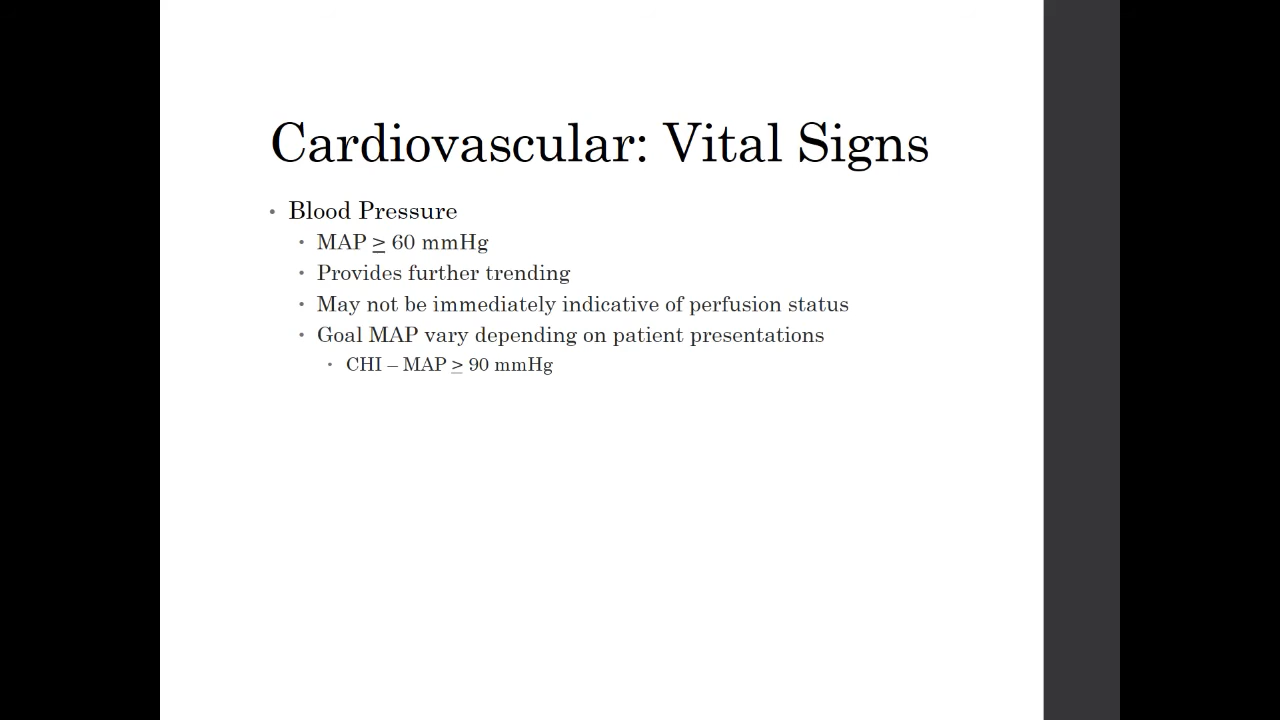 Cardiovascular: Vital Signs
• Blood Pressure
• MAP ≥ 60 mmHg
• Provides further trending
• May not be immediately indicative of perfusion status
• Goal MAP vary depending on patient presentations
• CHI – MAP ≥ 90 mmHg